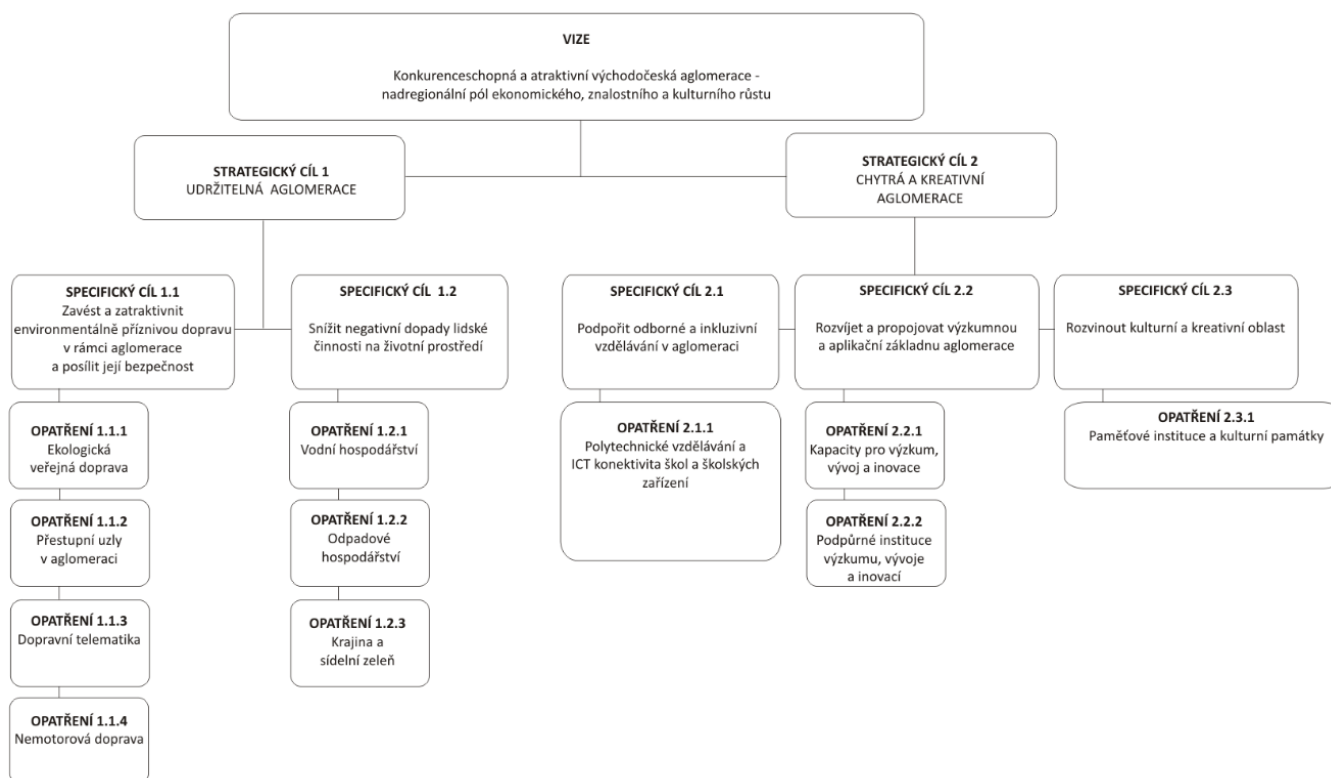 VIZE
Konkurenceschopná a atraktivní východočeská aglomerace -
nadregionální pól ekonomického, znalostního a kulturního růstu
STRATEGICKÝ CÍL 1
UDRŽITELNÁ AGLOMERACE
STRATEGICKÝ CÍL 2
CHYTRÁ A KREATIVNÍ
AGLOMERACE
SPECIFICKÝ CÍL 1.1
Zavést a zatraktivnit
environmentálně příznivou dopravu
v rámci aglomerace
a posílit její bezpečnost
SPECIFICKÝ CÍL 1.2
Snížit negativní dopady lidské
činnosti na životní prostředí
SPECIFICKÝ CÍL 2.1
Podpořit odborné a inkluzivní
vzdělávání v aglomeraci
SPECIFICKÝ CÍL 2.2
Rozvíjet a propojovat výzkumnou
a aplikační základnu aglomerace
SPECIFICKÝ CÍL 2.3
Rozvinout kulturní a kreativní oblast
OPATŘENÍ 1.1.1
Ekologická
veřejná doprava
OPATŘENÍ 1.1.2
Přestupní uzly
v aglomeraci
OPATŘENÍ 1.1.3
Dopravní telematika
OPATŘENÍ 1.1.4
Nemotorová doprava
OPATŘENÍ 1.2.1
Vodní hospodářství
OPATŘENÍ 1.2.2
Odpadové
hospodářství
OPATŘENÍ 1.2.3
Krajina a
sídelní zeleň
OPATŘENÍ 2.1.1
Polytechnické vzdělávání a
ICT konektivita škol a školských
zařízení
OPATŘENÍ 2.2.1
Kapacity pro výzkum,
vývoj a inovace
OPATŘENÍ 2.2.2
Podpůrné instituce
výzkumu, vývoje
a inovací
OPATŘENÍ 2.3.1
Paměťové instituce a kulturní památky